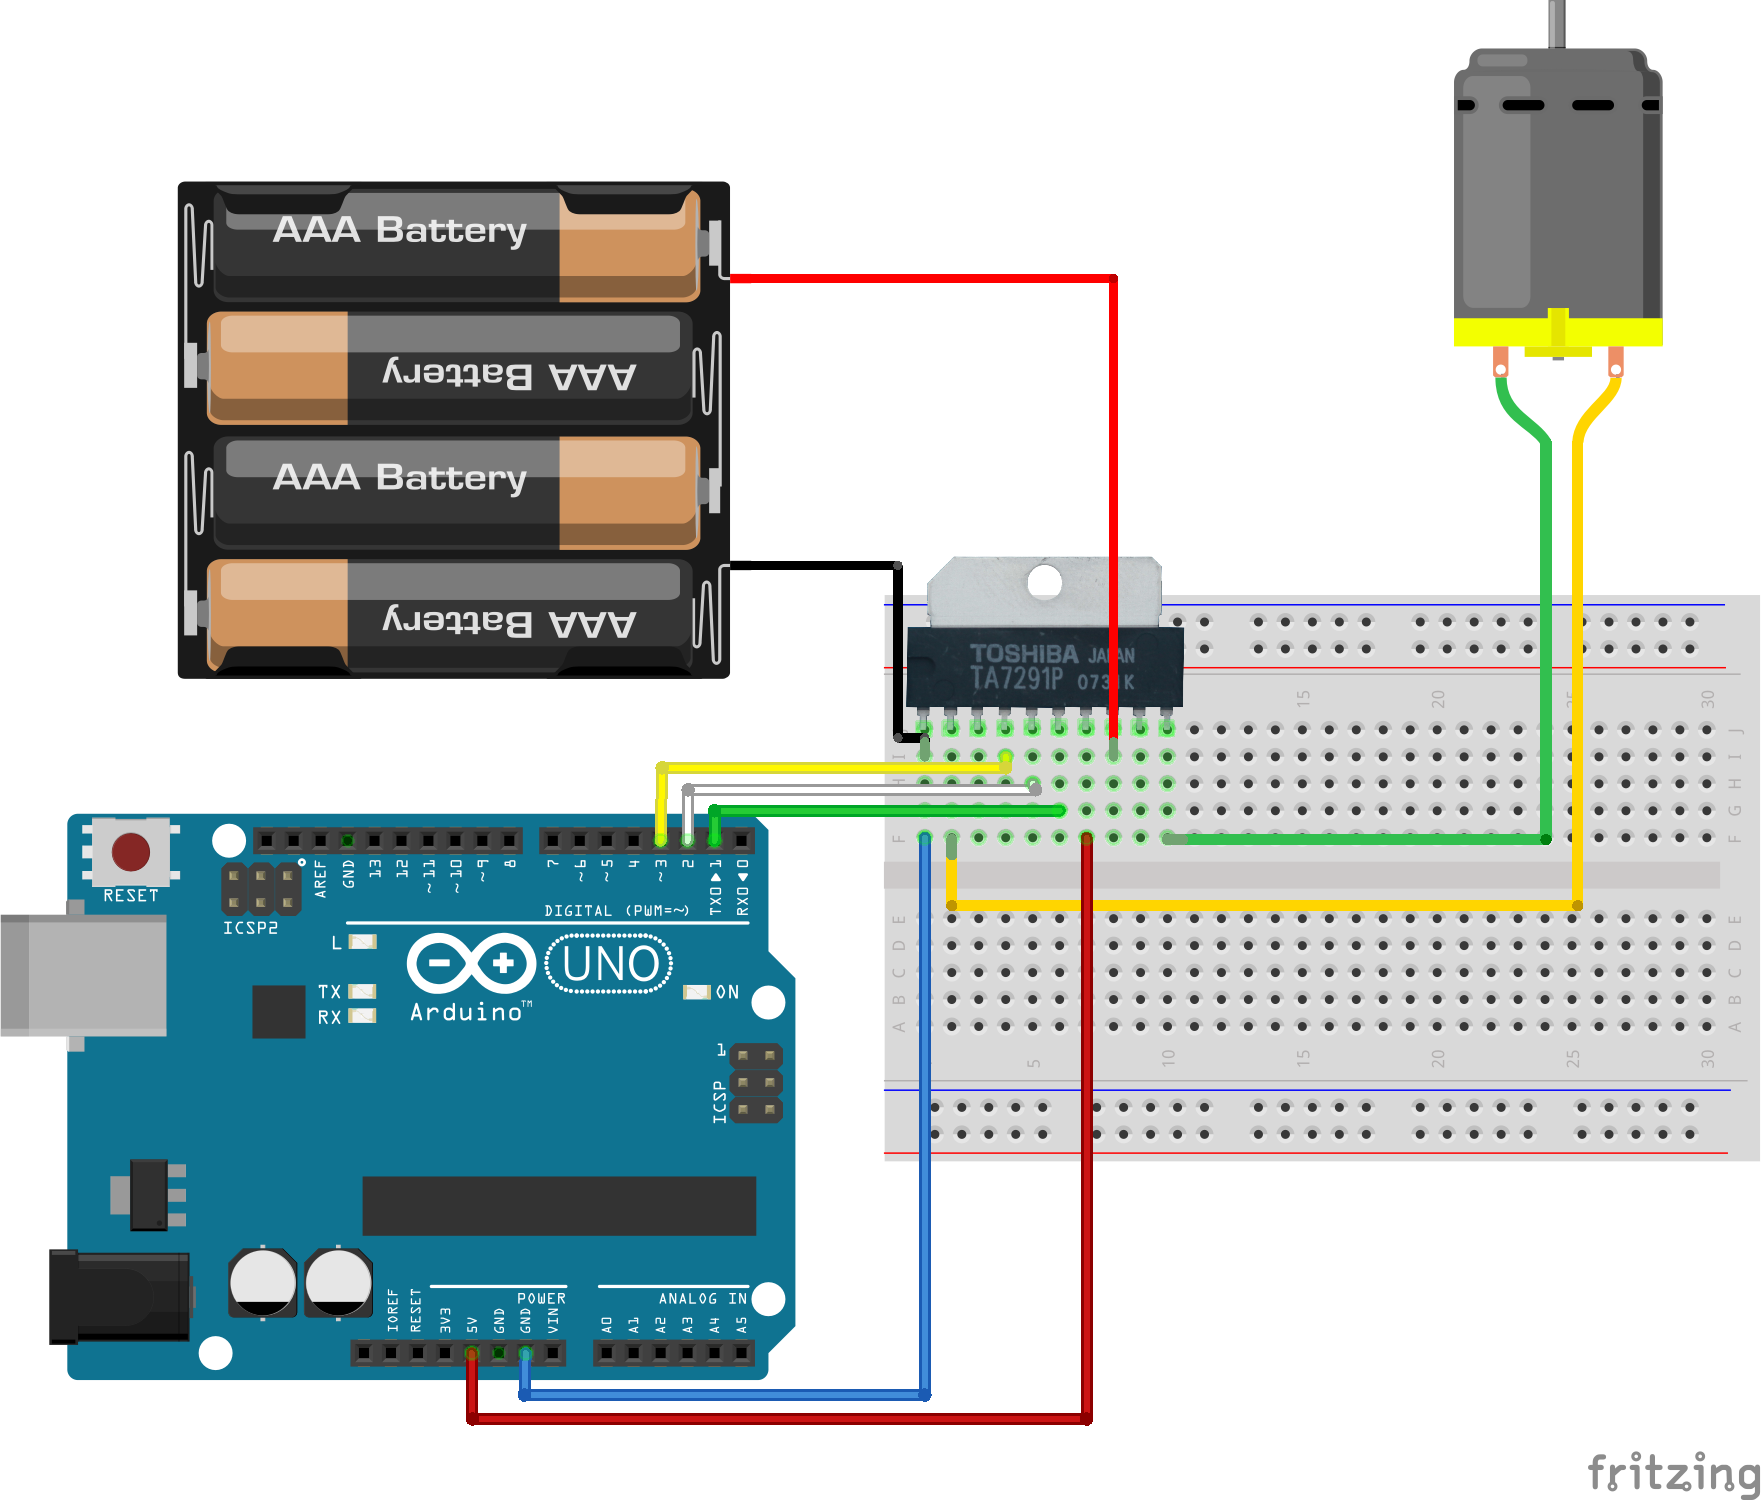 AAA Battery
AAA Battery
AAA Battery
AAA Battery
TOSHIBA JAPAN
TA7291P 0731K
15 20 25 30
J
I I
H H
G G
F F
E E
D D
C C
B B
A A
5 10 15 20 25 30
RESET
ICSP2
AREF
GND
13
12
~11
~10
~9
8
7
~6
~5
4
~3
2
TX0▶1
RX0◀0
DIGITAL (PWM=~)
L
TX
RX
UNO
Arduino™
ON
1
ICSP
IOREF
RESET
3V3
5V
GND
GND
VIN
POWER
ANALOG IN
A0
A1
A2
A3
A4
A5
fritzing